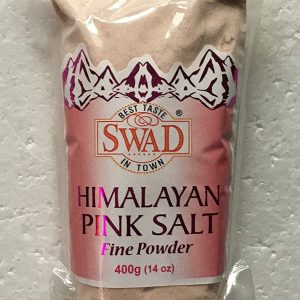 BEST TASTE
SWAD®
IN TOWN
HIMALAYAN
PINK SALT
Fine Powder
400g (14 oz)